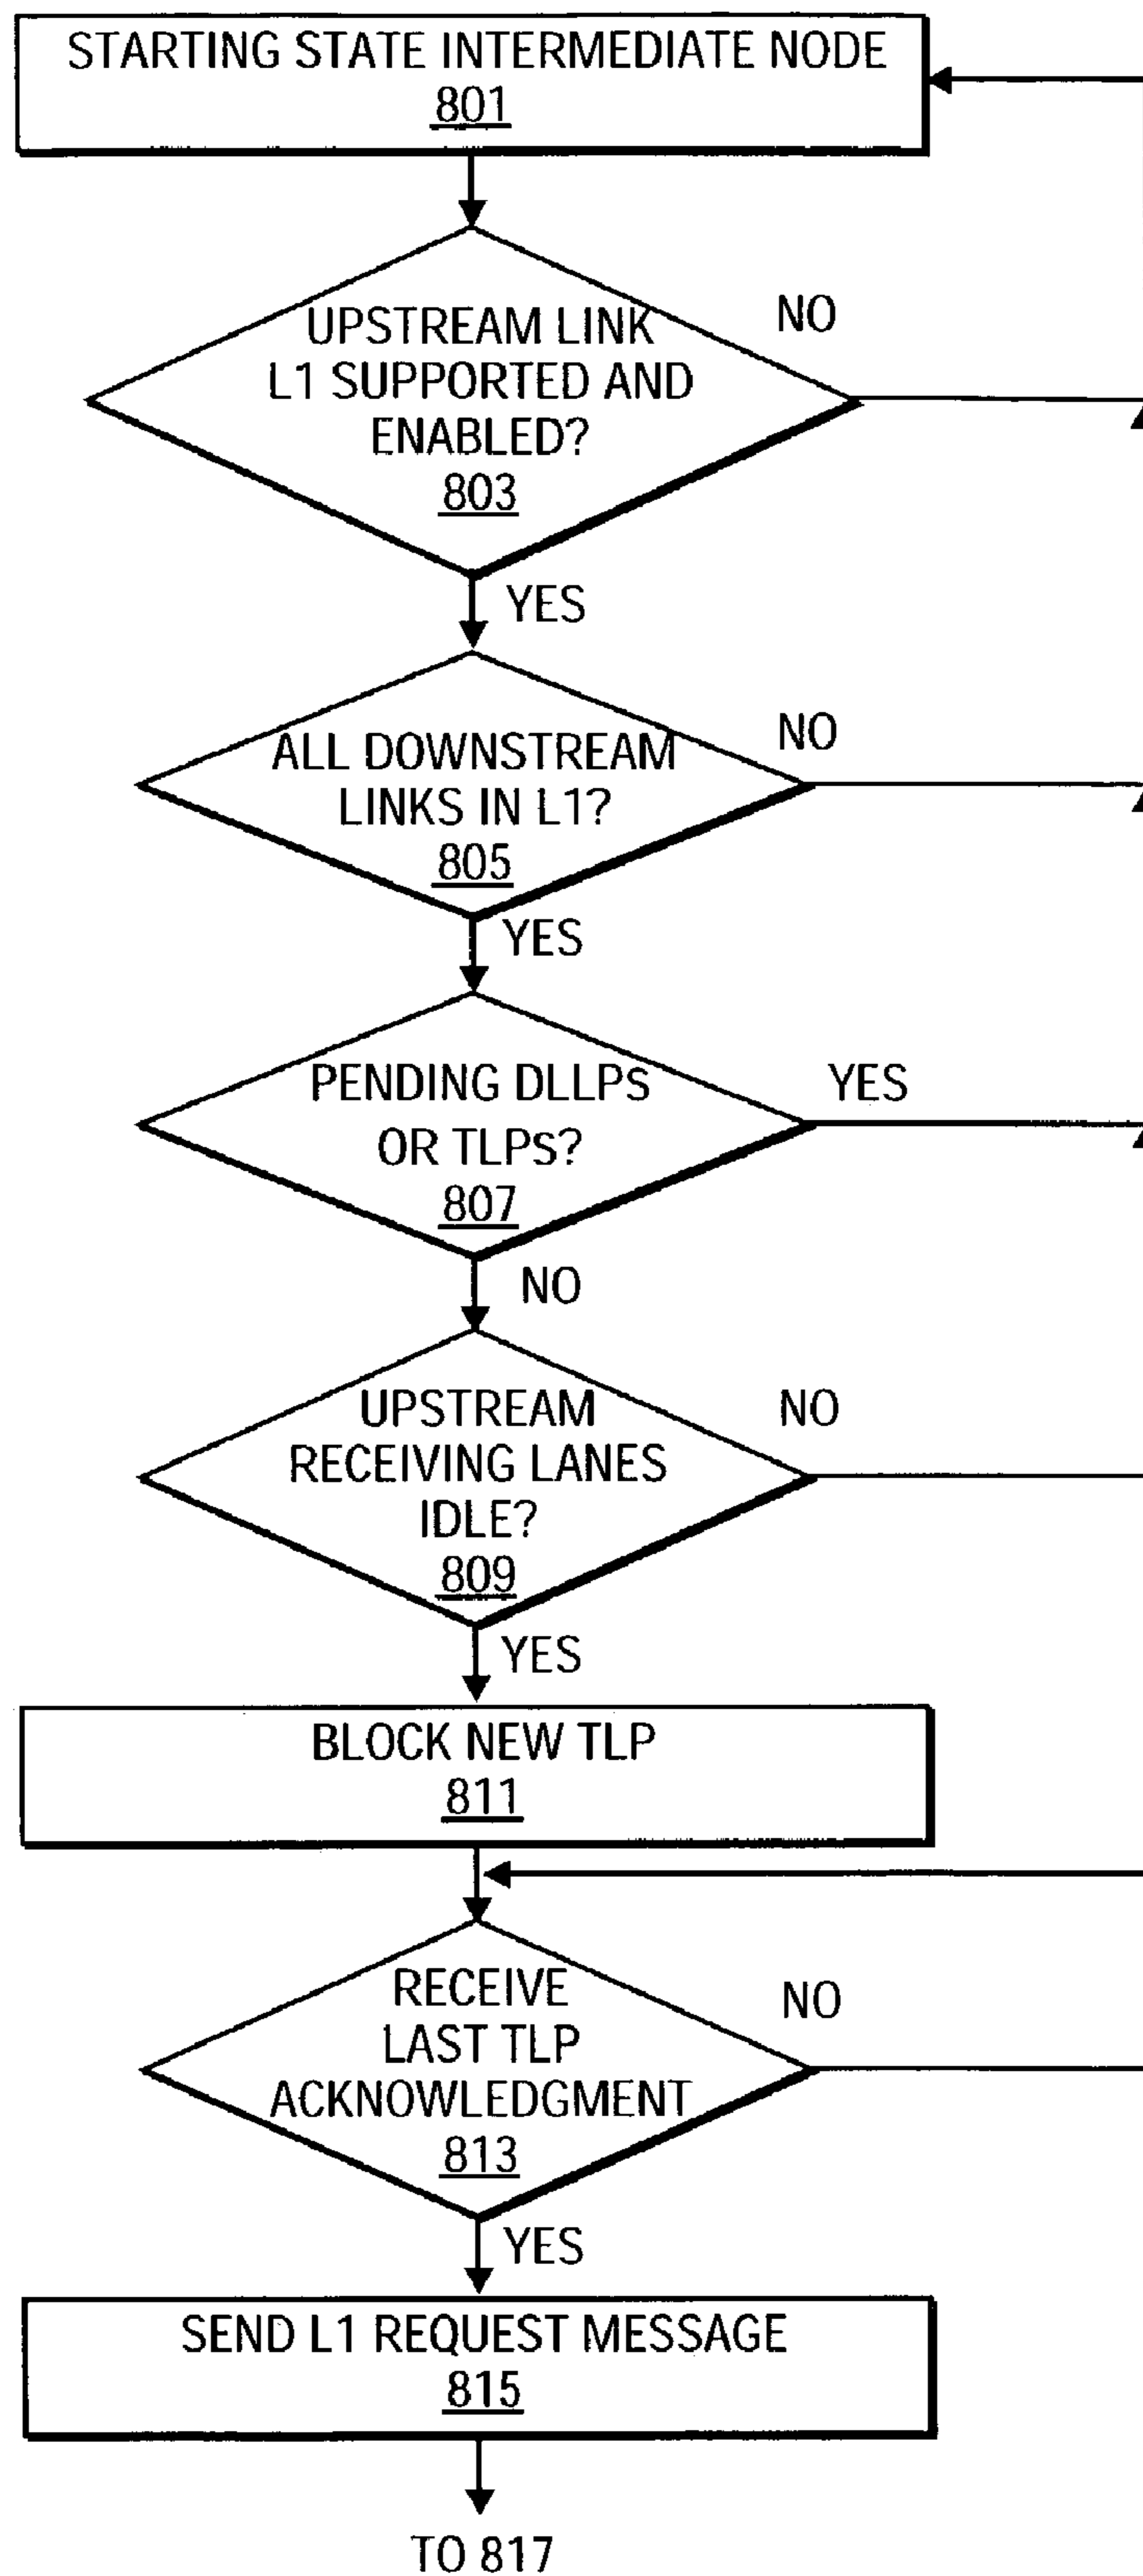 STARTING STATE INTERMEDIATE NODE
801
NO
UPSTREAM LINK
L1 SUPPORTED AND
ENABLED?
803
YES
NO
ALL DOWNSTREAM
LINKS IN L1?
805
YES
PENDING DLLPs
YES
OR TLPs?
807
NO
UPSTREAM
NO
RECEIVING LANES
IDLE?
809
YES
BLOCK NEW TLP
811
RECEIVE
NO
LAST TLP
ACKNOWLEDGMENT
813
YES
SEND L1 REQUEST MESSAGE
815
TO 817